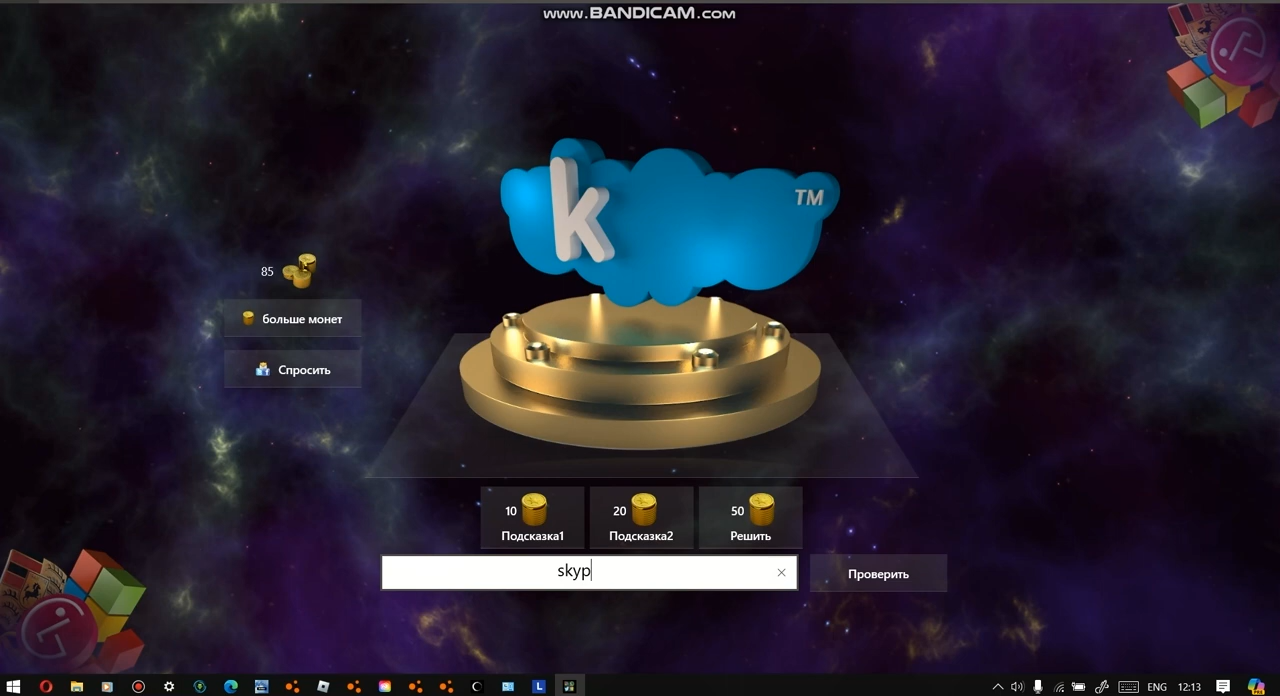 www.BANDICAM.com
k
TM
85
больше монет
Спросить
10
Подсказка1
20
Подсказка2
50
Решить
skyp
Проверить
ENG
12:13